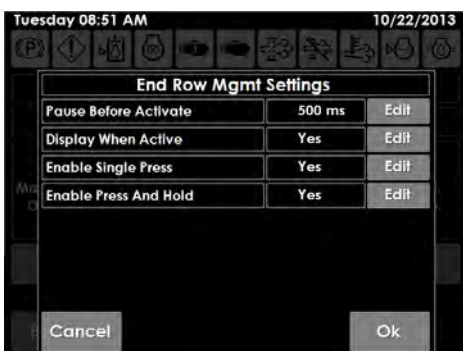 Tuesday 08:51 AM 10/22/2013
(P)
End Row Mgmt Settings
Pause Before Activate 500 ms Edit
Display When Active Yes Edit
Enable Single Press Yes Edit
Enable Press And Hold Yes Edit
Cancel Ok